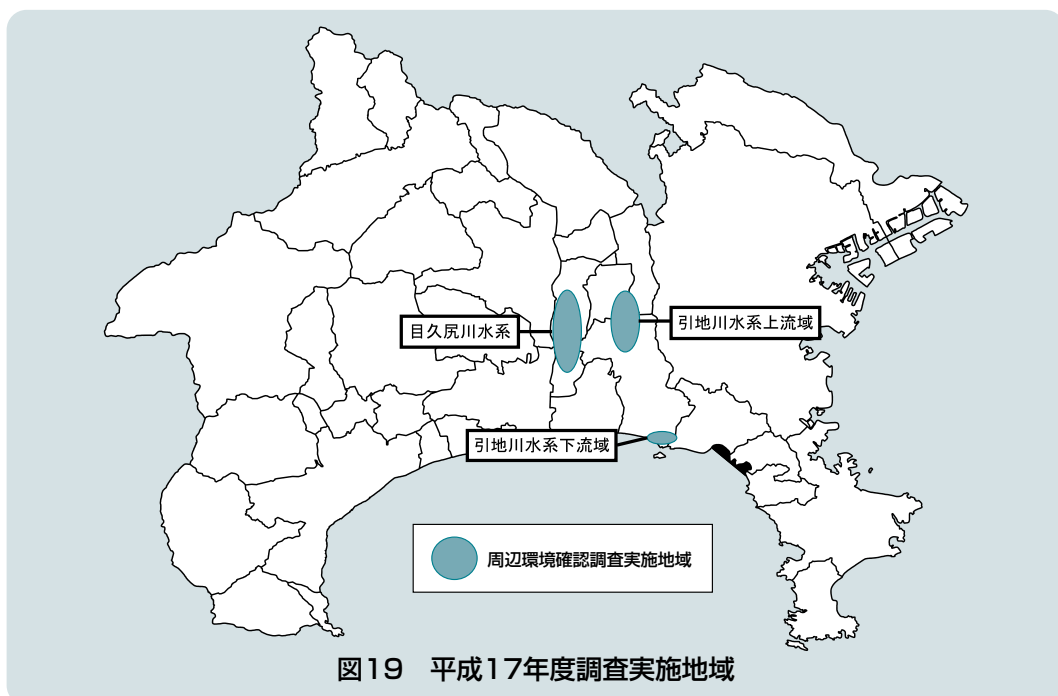 引地川水系上流域
目久尻川水系
引地川水系下流域
周辺環境確認調査実施地域
図19　平成17年度調査実施地域